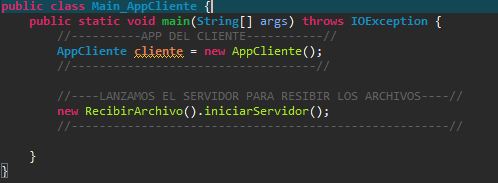 public class Main_AppCliente {
public static void main(String[] args) throws IOException {
//----------APP DEL CLIENTE-----------//
AppCliente cliente = new AppCliente();
//-----------------------------------//
//----LANZAMOS EL SERVIDOR PARA RESIBIR LOS ARCHIVOS----//
new RecibirArchivo().iniciarServidor();
//------------------------------------------------------//
}
}